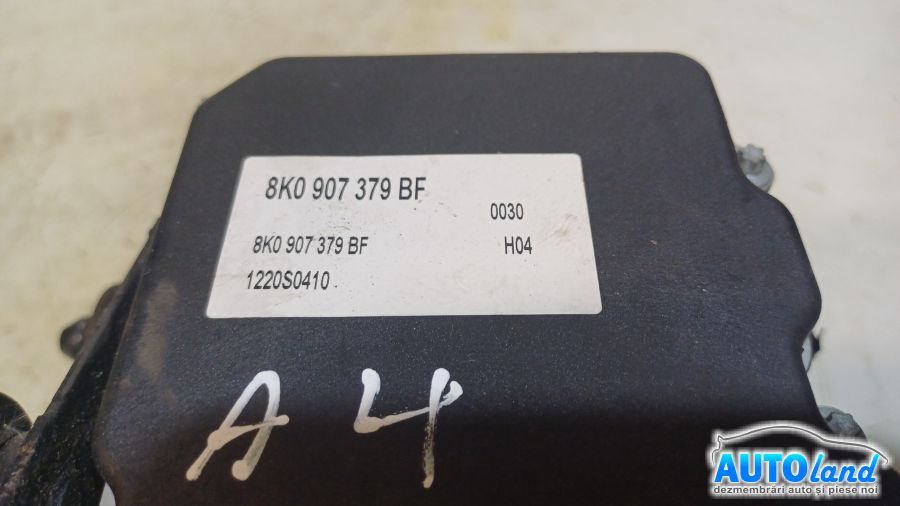 8K0 907 379 BF
0030
8K0 907 379 BF
H04
1220S0410
A4
AUTOland
dezmembrări auto și piese noi